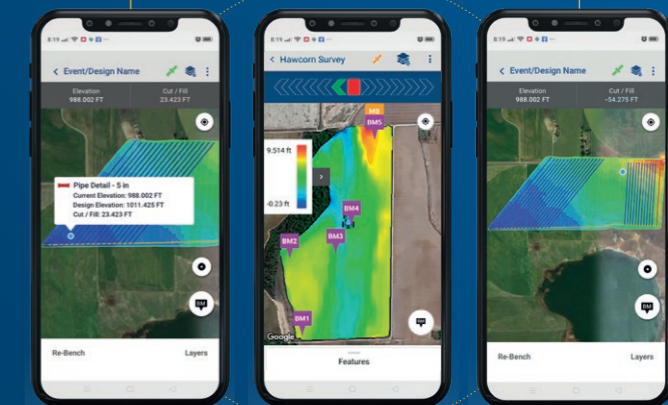 8:19
< Event/Design Name
Elevation
988.002 FT
Cut / Fill
23.423 FT
Pipe Detail - 5 in
Current Elevation: 988.002 FT
Design Elevation: 1011.425 FT
Cut / Fill: 23.423 FT
BM
Re-Bench
Layers
8:19
< Hawcorn Survey
9.514 ft
-0.23 ft
>
MB
BM5
BM4
BM3
BM2
BM1
Google
Features
8:19
< Event/Design Name
Elevation
988.002 FT
Cut / Fill
-54.275 FT
BM
Re-Bench
Layers